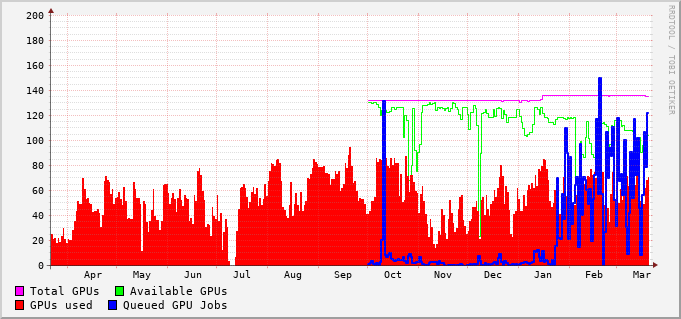 200
180
160
140
120
100
80
60
40
20
0
Apr May Jun Jul Aug Sep Oct Nov Dec Jan Feb Mar
Total GPUs Available GPUs
GPUs used Queued GPU Jobs
RRDTOOL / TOBI OETIKER